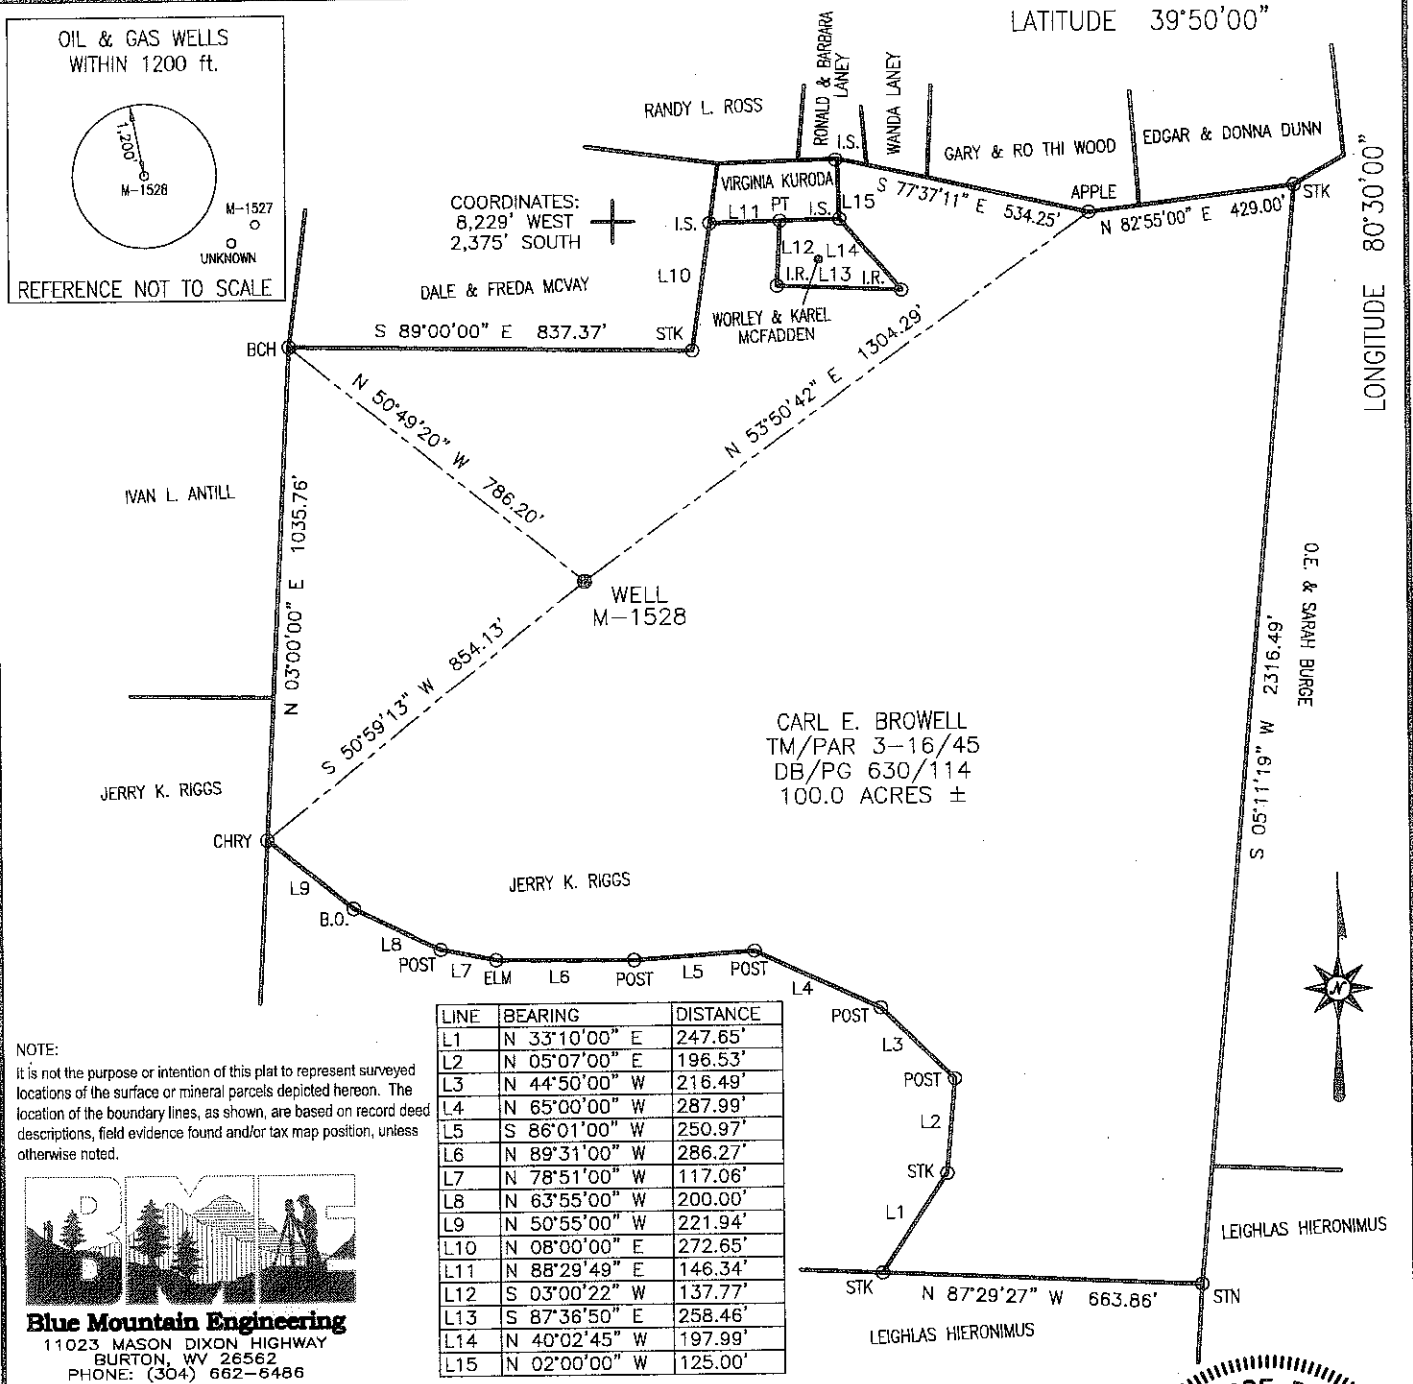 LATITUDE 39°50'00"
OIL & GAS WELLS
WITHIN 1200 ft.
1,200'
M-1528
M-1527
UNKNOWN
REFERENCE NOT TO SCALE
COORDINATES:
8,229' WEST
2,375' SOUTH
RANDY L. ROSS
RONALD & BARBARA
LANEY
WANDA LANEY
GARY & RO THI WOOD
EDGAR & DONNA DUNN
LONGITUDE 80°30'00"
I.S.
VIRGINIA KURODA
S 77°37'11" E 534.25'
APPLE
N 82°55'00" E 429.00'
STK
I.S.
L11
PT
I.S.
L15
L10
L12
L14
I.R.
L13
I.R.
WORLEY & KAREL
MCFADDEN
DALE & FREDA MCVAY
BCH
S 89°00'00" E 837.37'
STK
N 50°49'20" W 786.20'
N 53°50'42" E 1304.29'
IVAN L. ANTILL
N 03°00'00" E 1035.76'
WELL
M-1528
S 50°59'13" W 854.13'
O.E. & SARAH BURGE
S 05°11'19" W 2316.49'
CARL E. BROWELL
TM/PAR 3-16/45
DB/PG 630/114
100.0 ACRES ±
JERRY K. RIGGS
CHRY
L9
B.O.
L8
POST
L7
ELM
L6
POST
L5
POST
L4
JERRY K. RIGGS
POST
L3
POST
L2
STK
L1
STK
N 87°29'27" W 663.86'
STN
LEIGHLAS HIERONIMUS
LEIGHLAS HIERONIMUS
N
LINE BEARING DISTANCE
L1 N 33°10'00" E 247.65'
L2 N 05°07'00" E 196.53'
L3 N 44°50'00" W 216.49'
L4 N 65°00'00" W 287.99'
L5 S 86°01'00" W 250.97'
L6 N 89°31'00" W 286.27'
L7 N 78°51'00" W 117.06'
L8 N 63°55'00" W 200.00'
L9 N 50°55'00" W 221.94'
L10 N 08°00'00" E 272.65'
L11 N 88°29'49" E 146.34'
L12 S 03°00'22" W 137.77'
L13 S 87°36'50" E 258.46'
L14 N 40°02'45" W 197.99'
L15 N 02°00'00" W 125.00'
NOTE:
It is not the purpose or intention of this plat to represent surveyed
locations of the surface or mineral parcels depicted hereon. The
location of the boundary lines, as shown, are based on record deed
descriptions, field evidence found and/or tax map position, unless
otherwise noted.
BME
Blue Mountain Engineering
11023 MASON DIXON HIGHWAY
BURTON, WV 26562
PHONE: (304) 662-6486